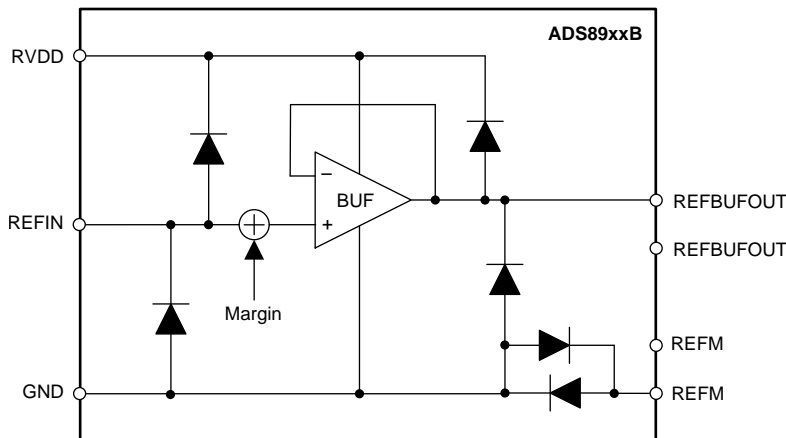 ADS89xxB
RVDD
−
BUF
+
REFIN
Margin
GND
REFBUFOUT
REFBUFOUT
REFM
REFM